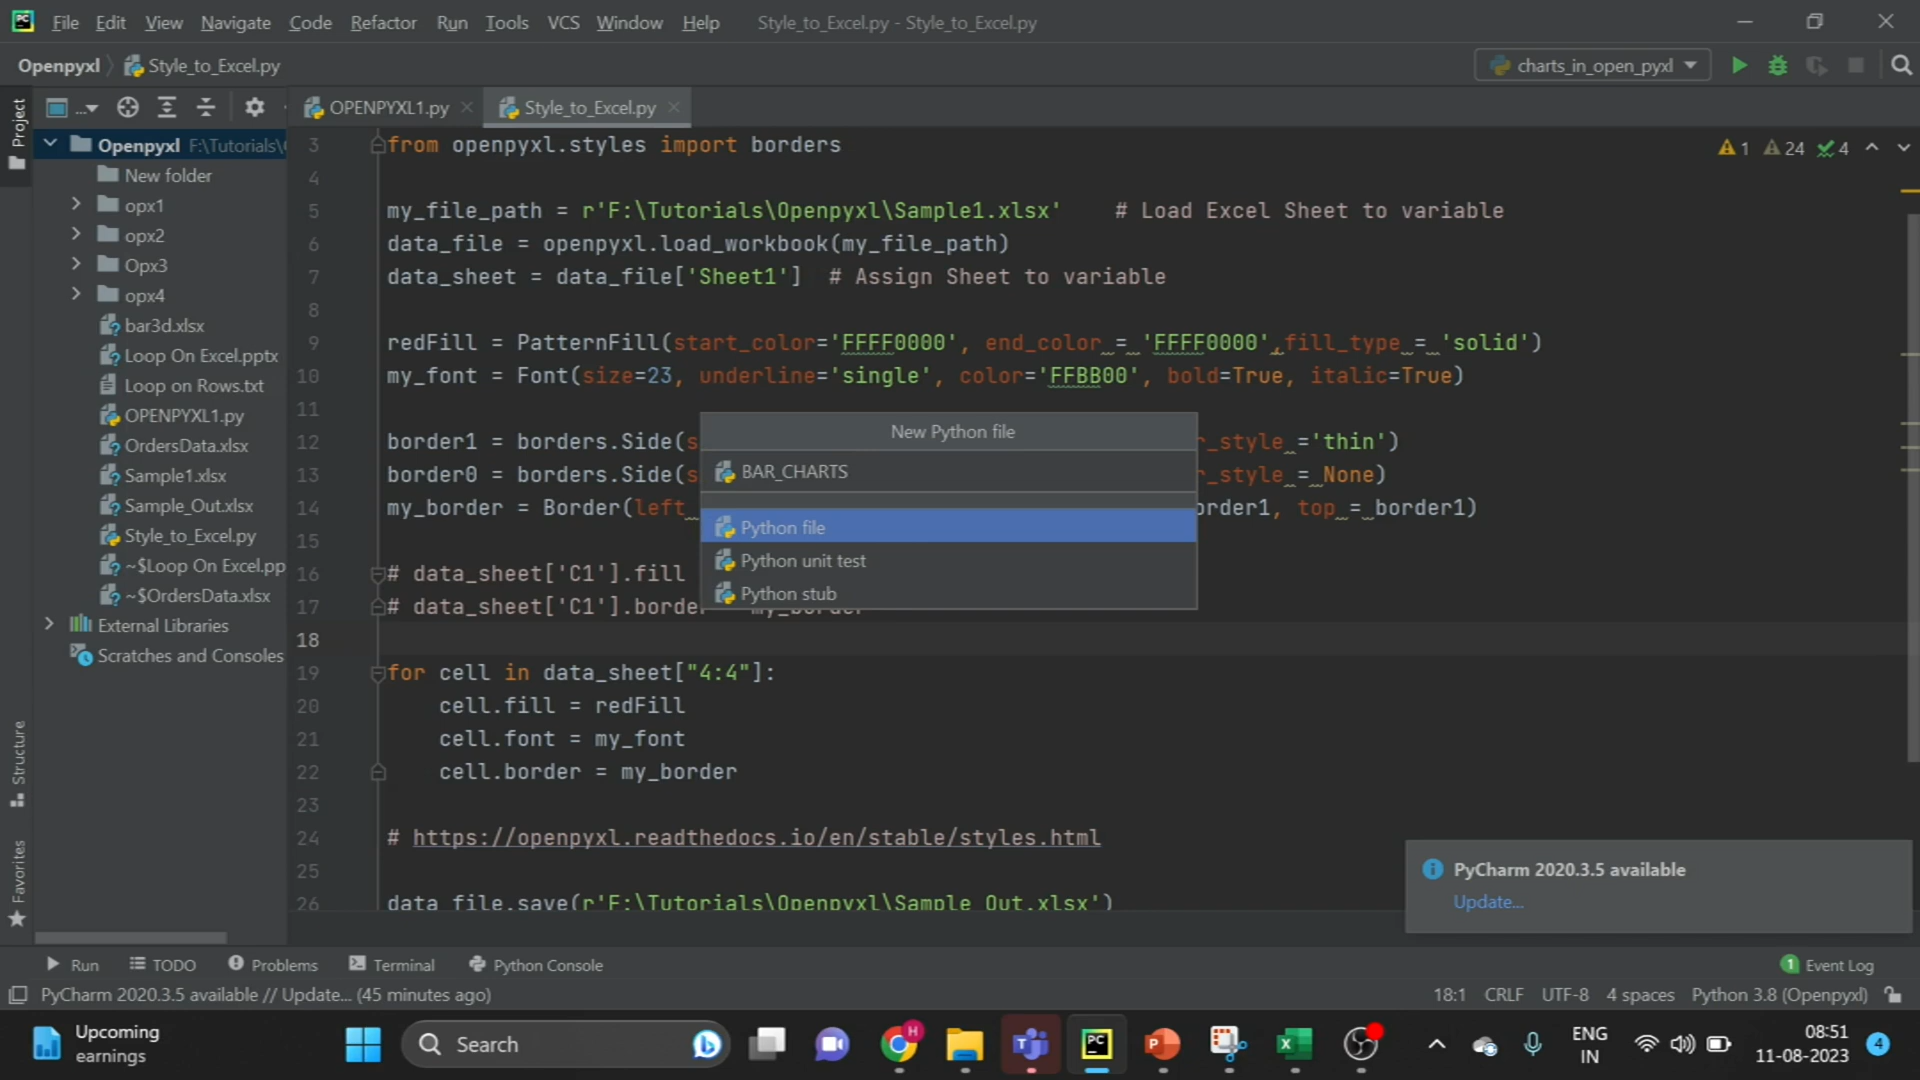 File Edit View Navigate Code Refactor Run Tools VCS Window Help Style_to_Excel.py - Style_to_Excel.py
Openpyxl Style_to_Excel.py charts_in_open_pyxl
Project
OPENPYXL1.py Style_to_Excel.py
Openpyxl F:\Tutorials\
New folder
opx1
opx2
Opx3
opx4
bar3d.xlsx
Loop On Excel.pptx
Loop on Rows.txt
OPENPYXL1.py
OrdersData.xlsx
Sample1.xlsx
Sample_Out.xlsx
Style_to_Excel.py
~$Loop On Excel.pp
~$OrdersData.xlsx
External Libraries
Scratches and Consoles
Structure
Favorites
1 24 4
3 from openpyxl.styles import borders
4
5 my_file_path = r'F:\Tutorials\Openpyxl\Sample1.xlsx' # Load Excel Sheet to variable
6 data_file = openpyxl.load_workbook(my_file_path)
7 data_sheet = data_file['Sheet1'] # Assign Sheet to variable
8
9 redFill = PatternFill(start_color='FFFF0000', end_color = 'FFFF0000',fill_type = 'solid')
10 my_font = Font(size=23, underline='single', color='FFBB00', bold=True, italic=True)
11
12 border1 = borders.Side(s r_style ='thin')
13 border0 = borders.Side(s r_style = None)
14 my_border = Border(left_ rder1, top = border1)
15
16 # data_sheet['C1'].fill
17 # data_sheet['C1'].border my_border
18
19 for cell in data_sheet["4:4"]:
20 cell.fill = redFill
21 cell.font = my_font
22 cell.border = my_border
23
24 # https://openpyxl.readthedocs.io/en/stable/styles.html
25
26 data_file.save(r'F:\Tutorials\Openpyxl\Sample_Out.xlsx')
New Python file
BAR_CHARTS
Python file
Python unit test
Python stub
PyCharm 2020.3.5 available
Update...
Run TODO Problems Terminal Python Console 1 Event Log
PyCharm 2020.3.5 available // Update... (45 minutes ago) 18:1 CRLF UTF-8 4 spaces Python 3.8 (Openpyxl)
Upcoming
earnings
Search
ENG
IN
08:51
11-08-2023
4